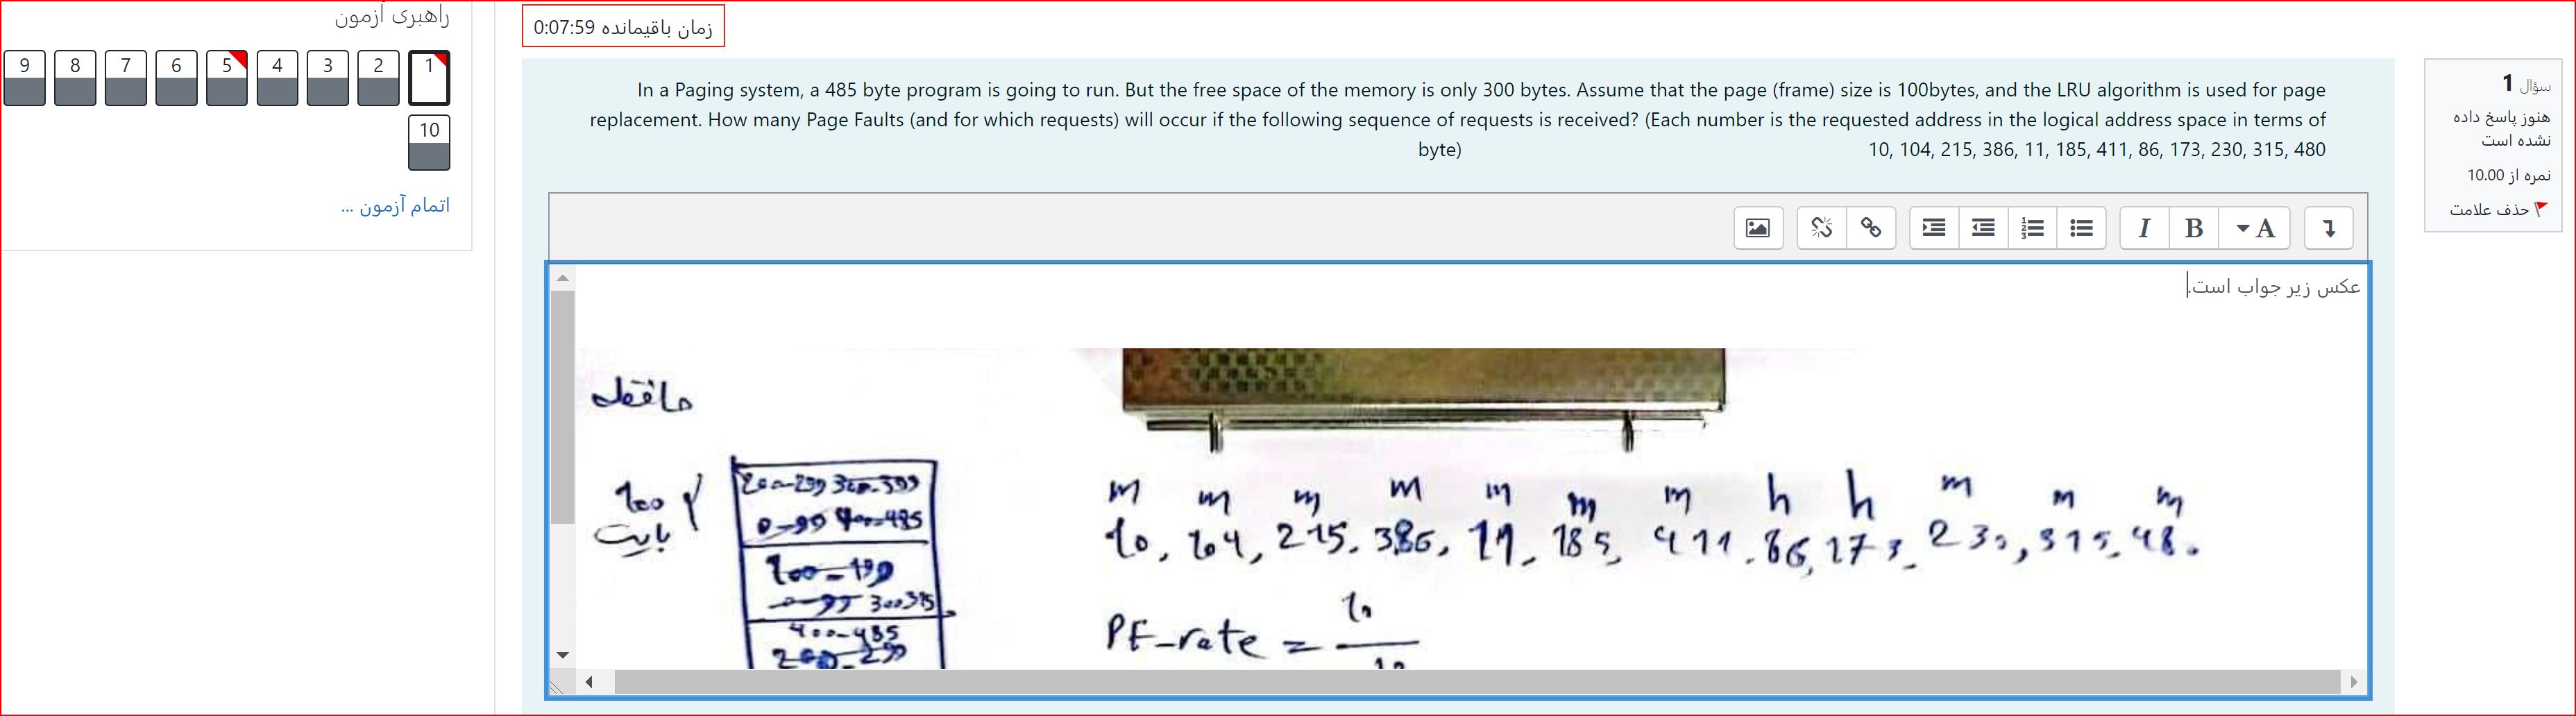 راهبری آزمون
1 2 3 4 5 6 7 8 9
10
اتمام آزمون ...
زمان باقیمانده 0:07:59
سؤال 1
هنوز پاسخ داده
نشده است
نمره از 10.00
حذف علامت
In a Paging system, a 485 byte program is going to run. But the free space of the memory is only 300 bytes. Assume that the page (frame) size is 100bytes, and the LRU algorithm is used for page
replacement. How many Page Faults (and for which requests) will occur if the following sequence of requests is received? (Each number is the requested address in the logical address space in terms of
byte)
10, 104, 215, 386, 11, 185, 411, 86, 173, 230, 315, 480
I B A
عکس زیر جواب است.
حافظه
m m m m m m m h h m m m
10, 104, 215, 386, 11, 185, 411, 86, 173, 230, 315, 480
100
بایت
200-299 300-399
0-99 400-485
100-199
0-99
400-485
200-299
PF-rate = 10